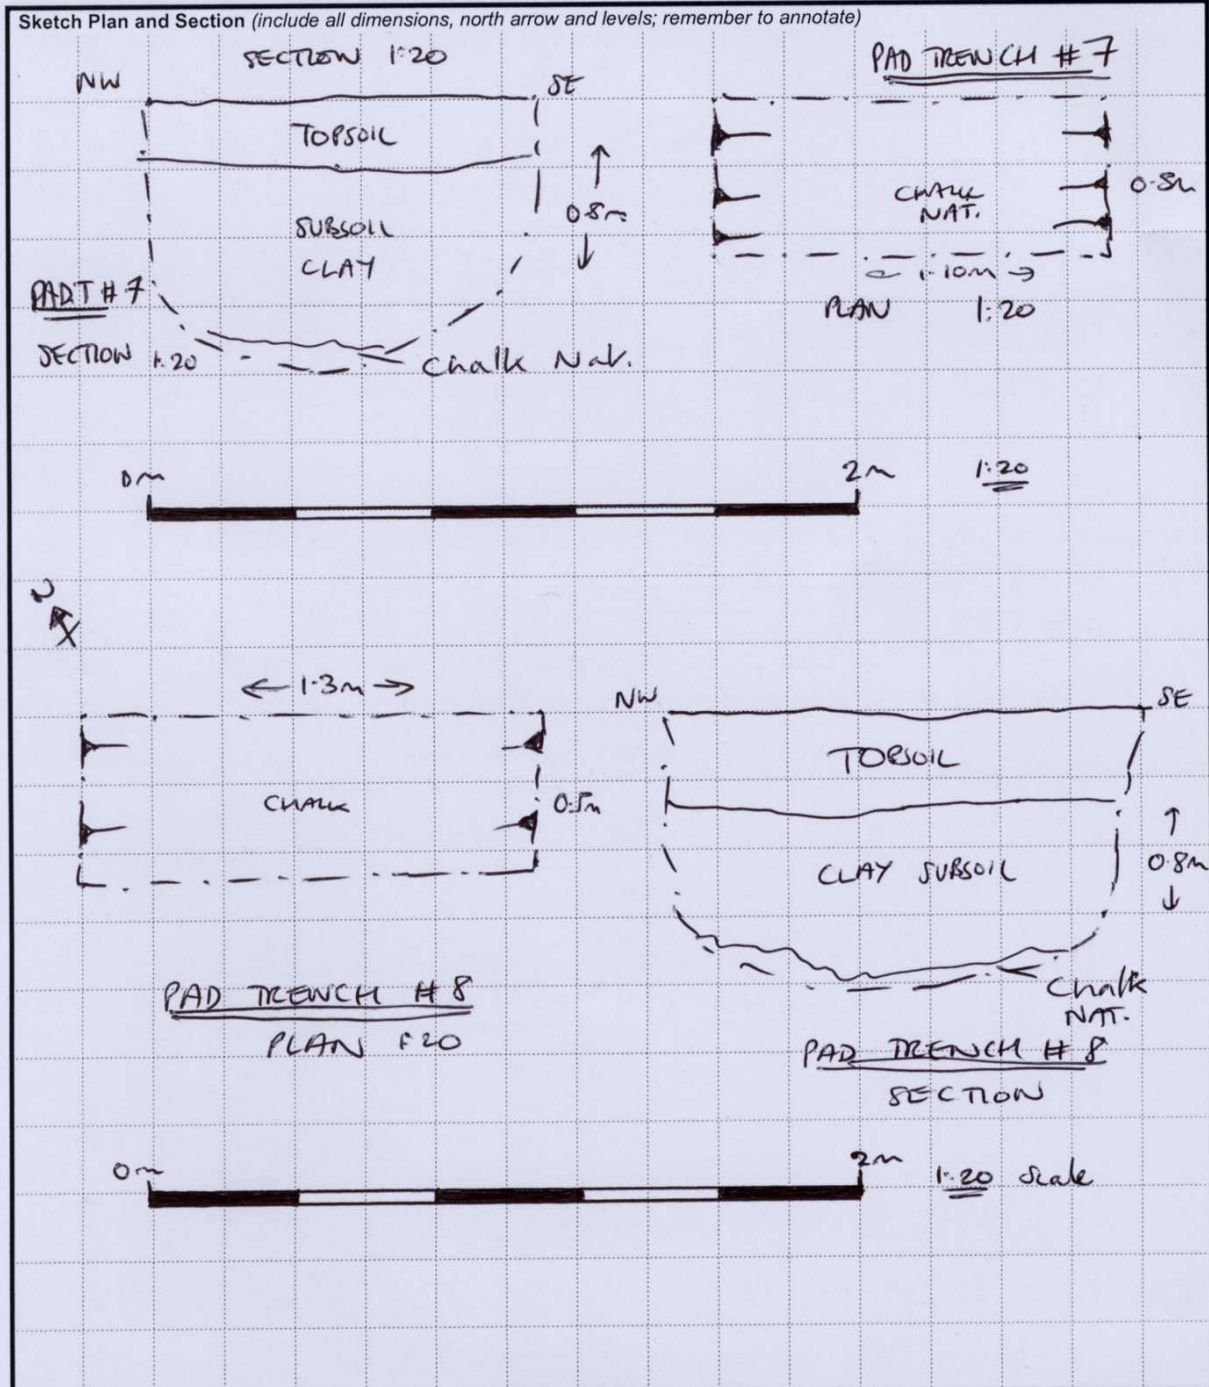 Sketch Plan and Section (include all dimensions, north arrow and levels; remember to annotate)
SECTION 1:20
NW
SE
TOPSOIL
SUBSOIL
CLAY
0.8m
PADT #7
SECTION 1:20
Chalk Nat.
PAD TRENCH #7
CHALK
NAT.
1.10m
PLAN 1:20
0m
2m
1:20
N
1.3m
CHALK
0.5m
PAD TRENCH #8
PLAN 1:20
NW
SE
TOPSOIL
CLAY SUBSOIL
0.8m
Chalk
NAT.
PAD TRENCH #8
SECTION
0m
2m
1:20 Scale